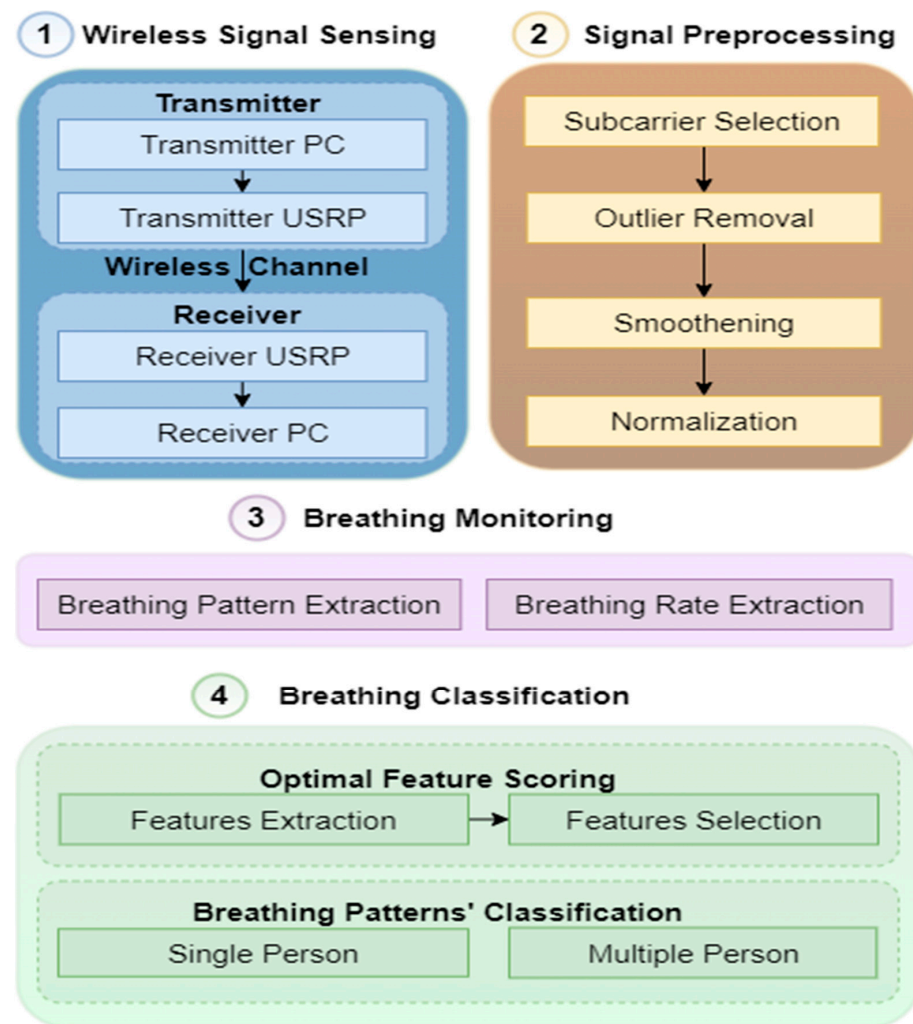 1 Wireless Signal Sensing
Transmitter
Transmitter PC
Transmitter USRP
Wireless Channel
Receiver
Receiver USRP
Receiver PC
2 Signal Preprocessing
Subcarrier Selection
Outlier Removal
Smoothening
Normalization
3 Breathing Monitoring
Breathing Pattern Extraction
Breathing Rate Extraction
4 Breathing Classification
Optimal Feature Scoring
Features Extraction
Features Selection
Breathing Patterns' Classification
Single Person
Multiple Person